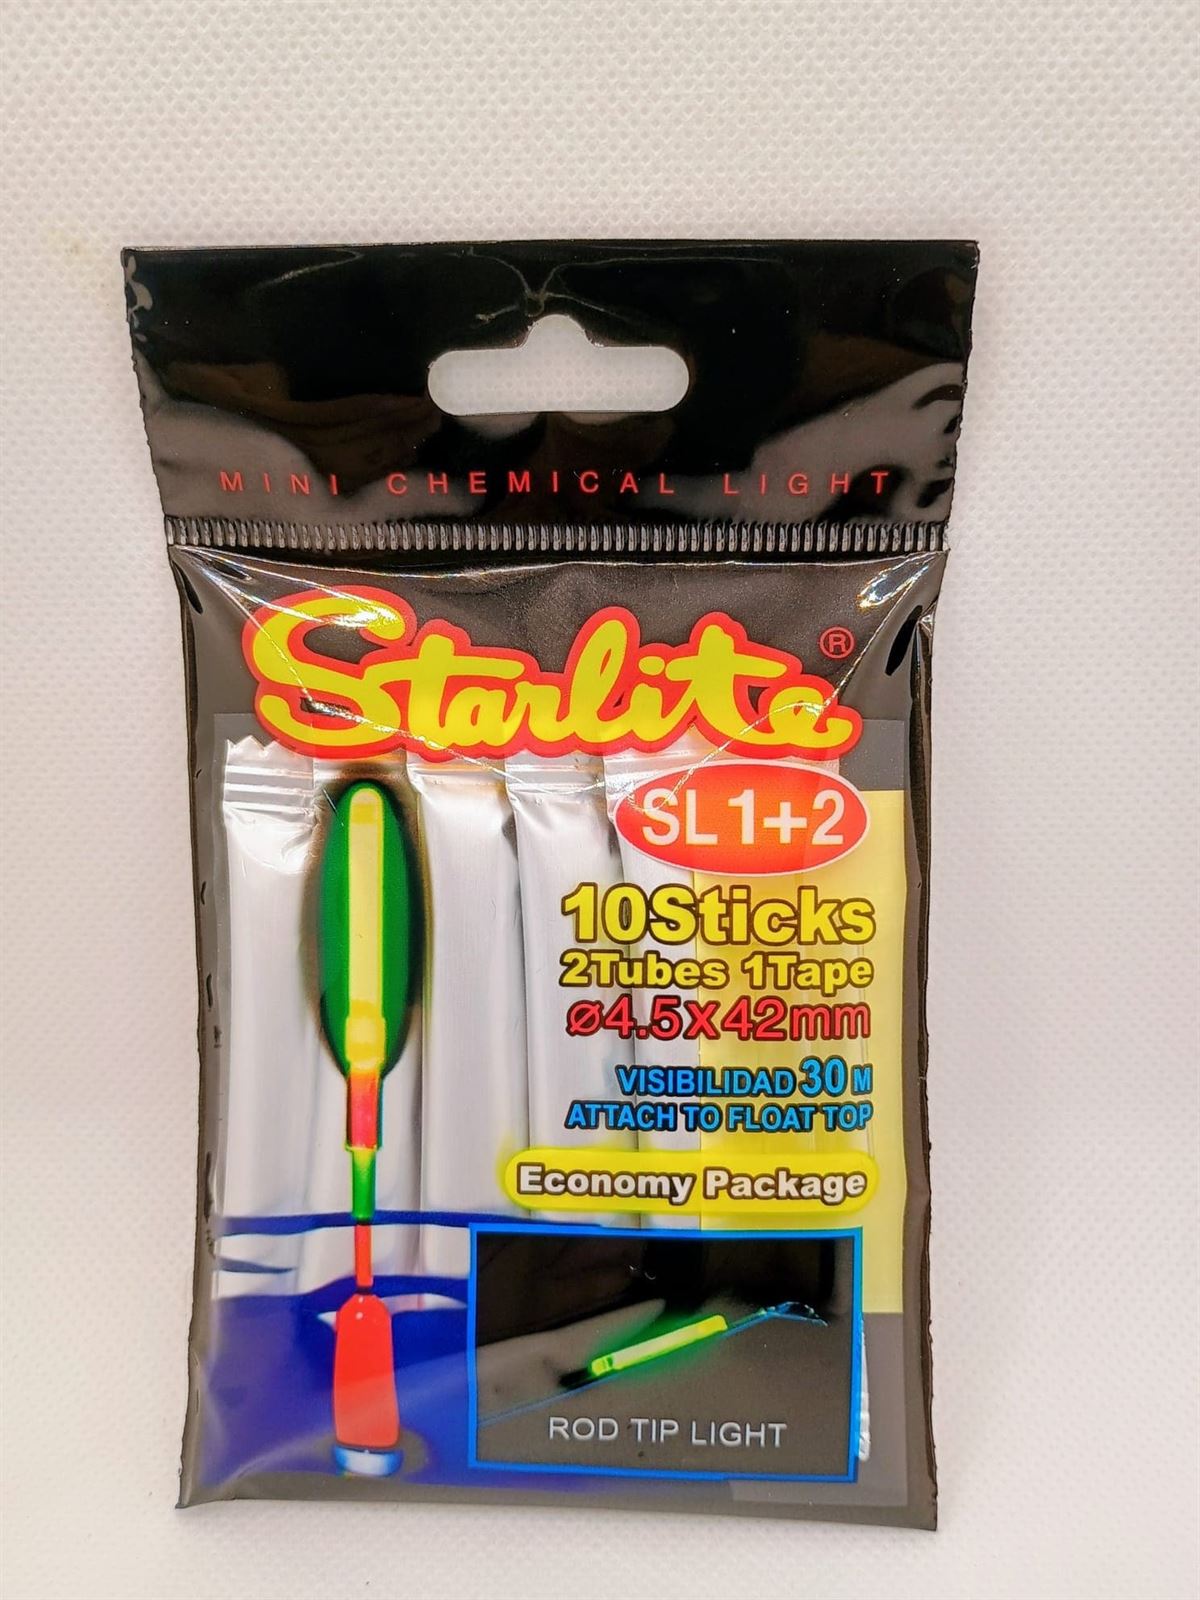 MINI CHEMICAL LIGHT
Starlite®
SL 1+2
10Sticks
2Tubes 1Tape
ø4.5x42mm
VISIBILIDAD 30 M
ATTACH TO FLOAT TOP
Economy Package
ROD TIP LIGHT